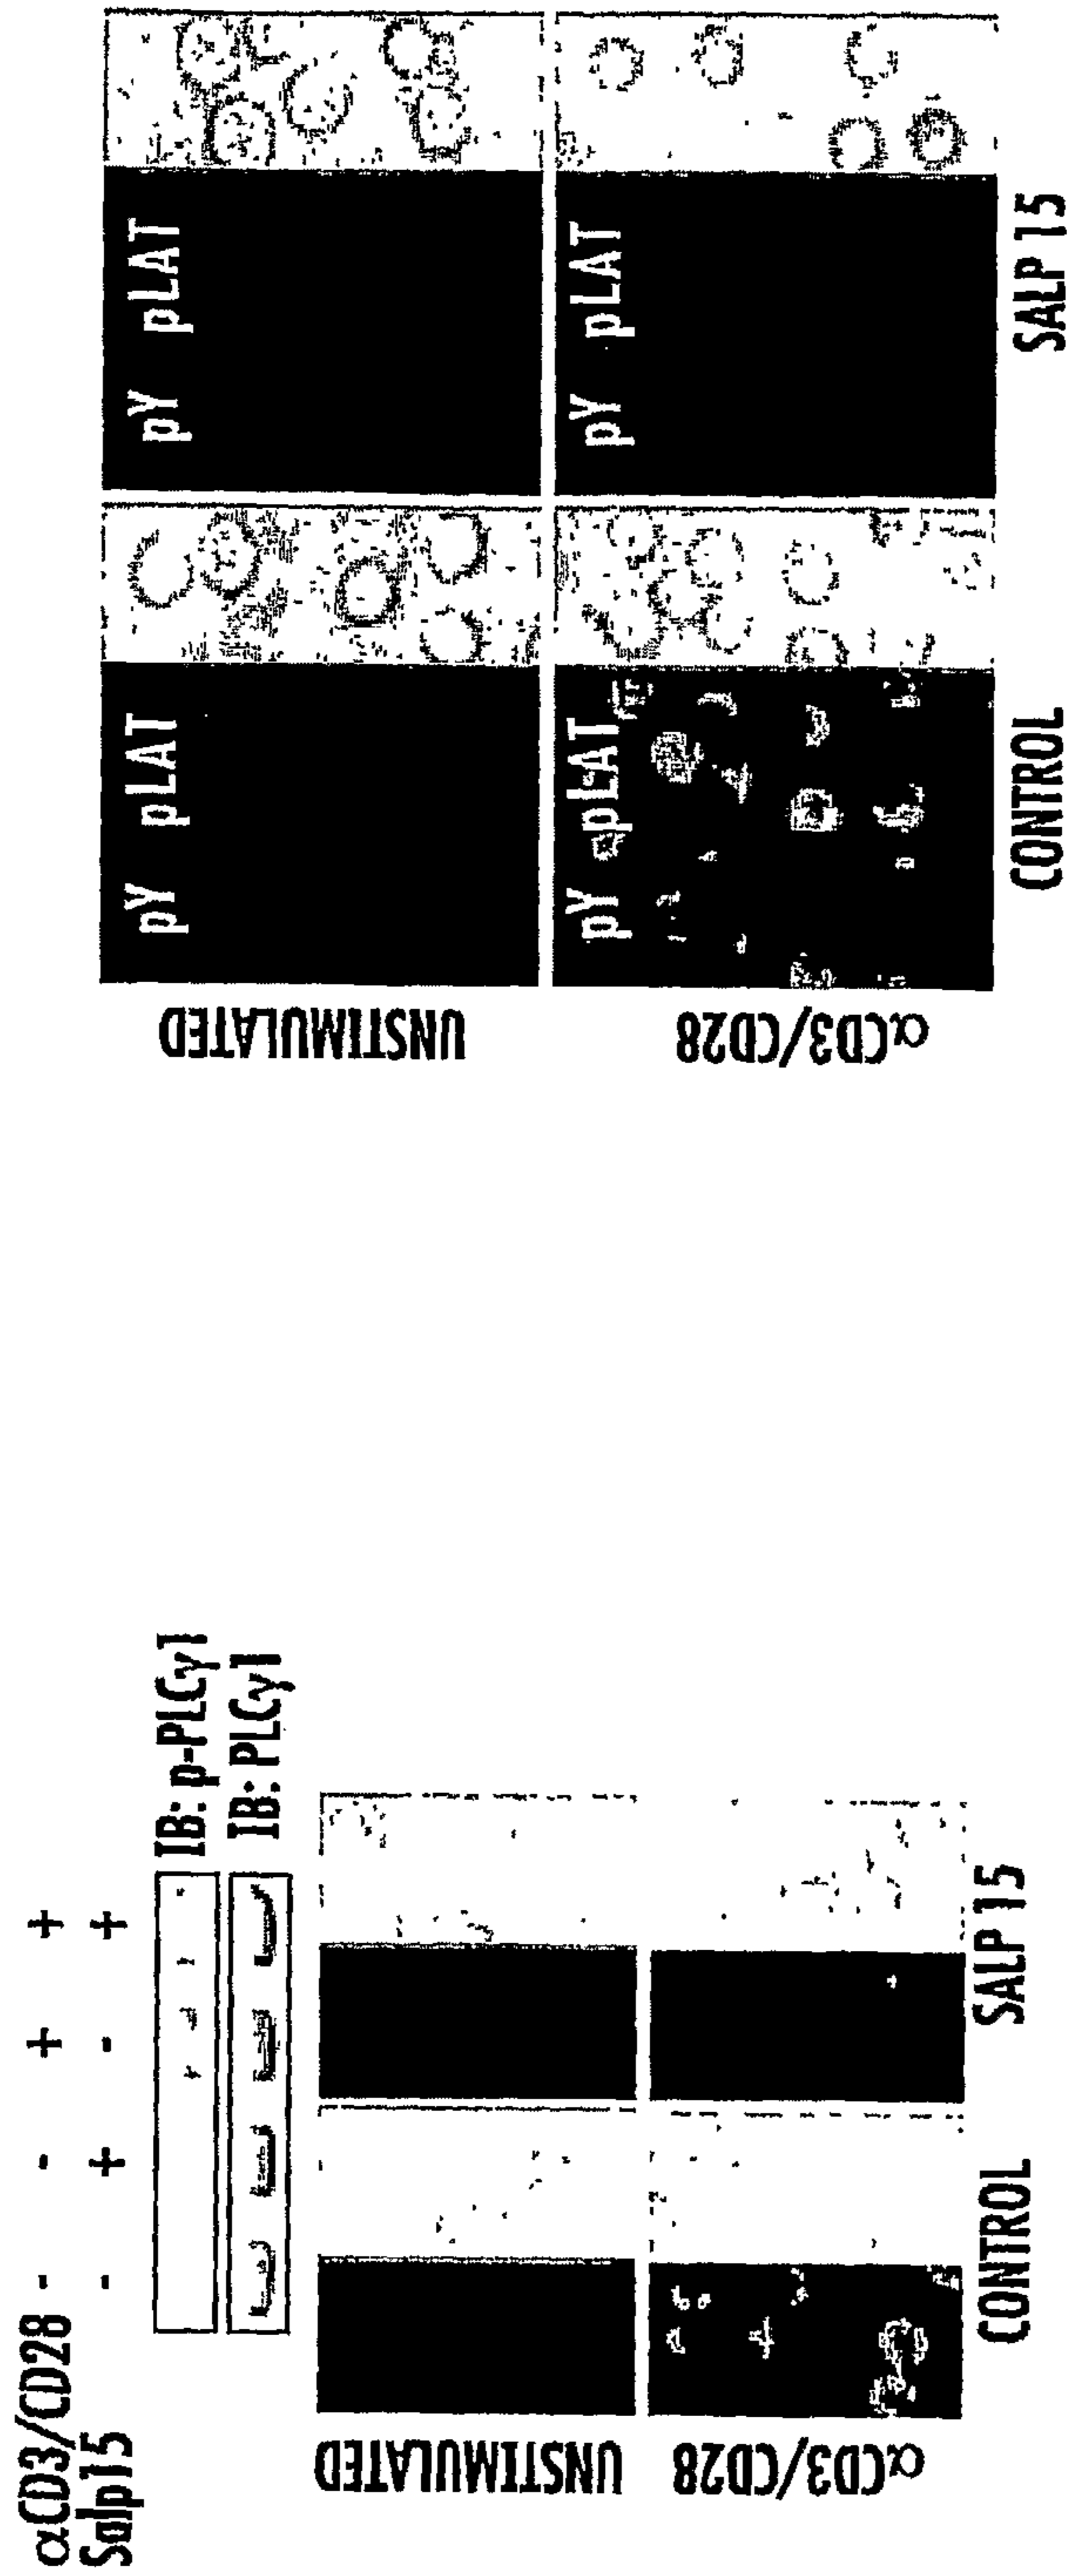 αCD3/CD28 - - + +
Salp15 - + - +
IB: p-PLCγ1
IB: PLCγ1
UNSTIMULATED
αCD3/CD28
CONTROL
SALP 15
pY pLAT
pY pLAT
UNSTIMULATED
pY pLAT
pY pLAT
αCD3/CD28
CONTROL
SALP 15